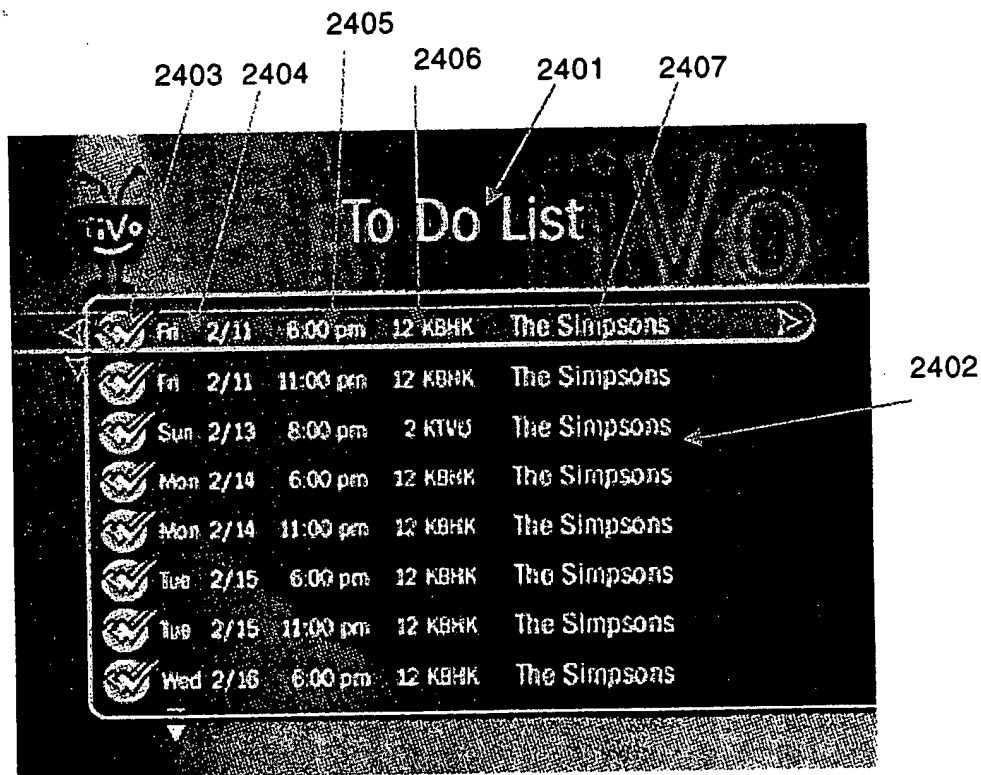 2405
2403 2404 2406 2401 2407
TiVo
To Do List
TiVo
Fri 2/11 6:00 pm 12 KBHK The Simpsons
Fri 2/11 11:00 pm 12 KBHK The Simpsons
2402
Sun 2/13 8:00 pm 2 KTVU The Simpsons
Mon 2/14 6:00 pm 12 KBHK The Simpsons
Mon 2/14 11:00 pm 12 KBHK The Simpsons
Tue 2/15 6:00 pm 12 KBHK The Simpsons
Tue 2/15 11:00 pm 12 KBHK The Simpsons
Wed 2/16 6:00 pm 12 KBHK The Simpsons